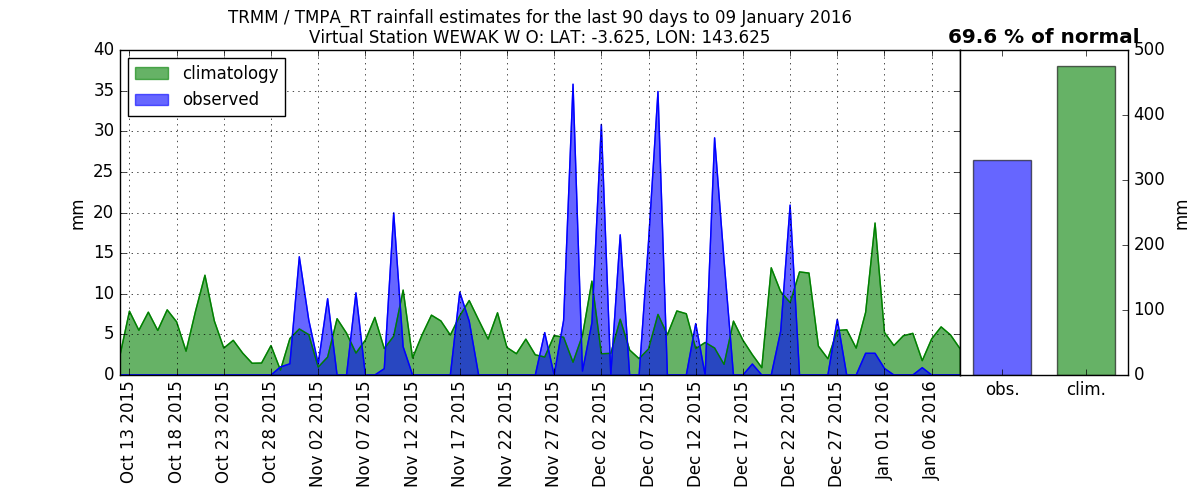 TRMM / TMPA_RT rainfall estimates for the last 90 days to 09 January 2016
Virtual Station WEWAK W O: LAT: -3.625, LON: 143.625
69.6 % of normal
climatology
observed
mm
40
35
30
25
20
15
10
5
0
Oct 13 2015
Oct 18 2015
Oct 23 2015
Oct 28 2015
Nov 02 2015
Nov 07 2015
Nov 12 2015
Nov 17 2015
Nov 22 2015
Nov 27 2015
Dec 02 2015
Dec 07 2015
Dec 12 2015
Dec 17 2015
Dec 22 2015
Dec 27 2015
Jan 01 2016
Jan 06 2016
500
400
300
200
100
0
mm
obs.
clim.